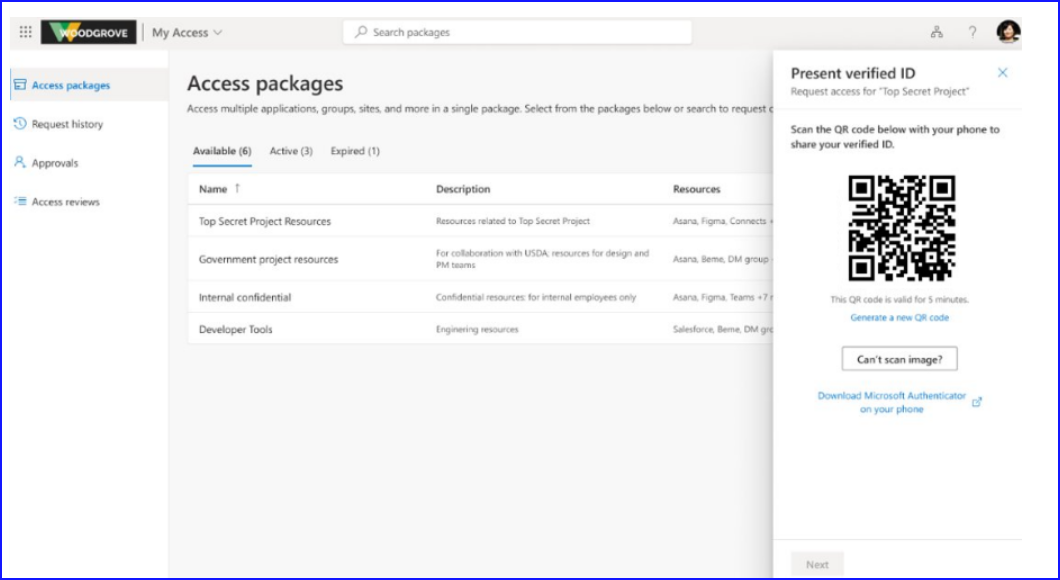 WOODGROVE
My Access
Search packages
?
Access packages
Request history
Approvals
Access reviews
Access packages
Access multiple applications, groups, sites, and more in a single package. Select from the packages below or search to request
Available (6) Active (3) Expired (1)
Name ↑ Description Resources
Top Secret Project Resources Resources related to Top Secret Project Asana, Figma, Connects
Government project resources For collaboration with USDA; resources for design and
PM teams Asana, Beme, DM group
Internal confidential Confidential resources: for internal employees only Asana, Figma, Teams +7
Developer Tools Enginering resources Salesforce, Beme, DM
Present verified ID
Request access for "Top Secret Project"
Scan the QR code below with your phone to
share your verified ID.
This QR code is valid for 5 minutes.
Generate a new QR code
Can't scan image?
Download Microsoft Authenticator
on your phone
Next